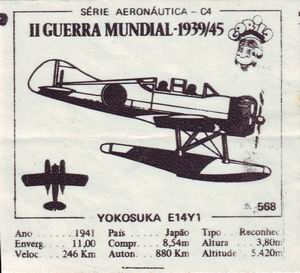 SÉRIE AERONÁUTICA - C4
II GUERRA MUNDIAL-1939/45
568
YOKOSUKA E14Y1
Ano .... 1941 País ... Japão Tipo .. Reconhec
Enverg. 11,00 Compr. 8,54m Altura .. 3,80m
Veloc. 246 Km Auton. 880 Km Altitude 5.420m